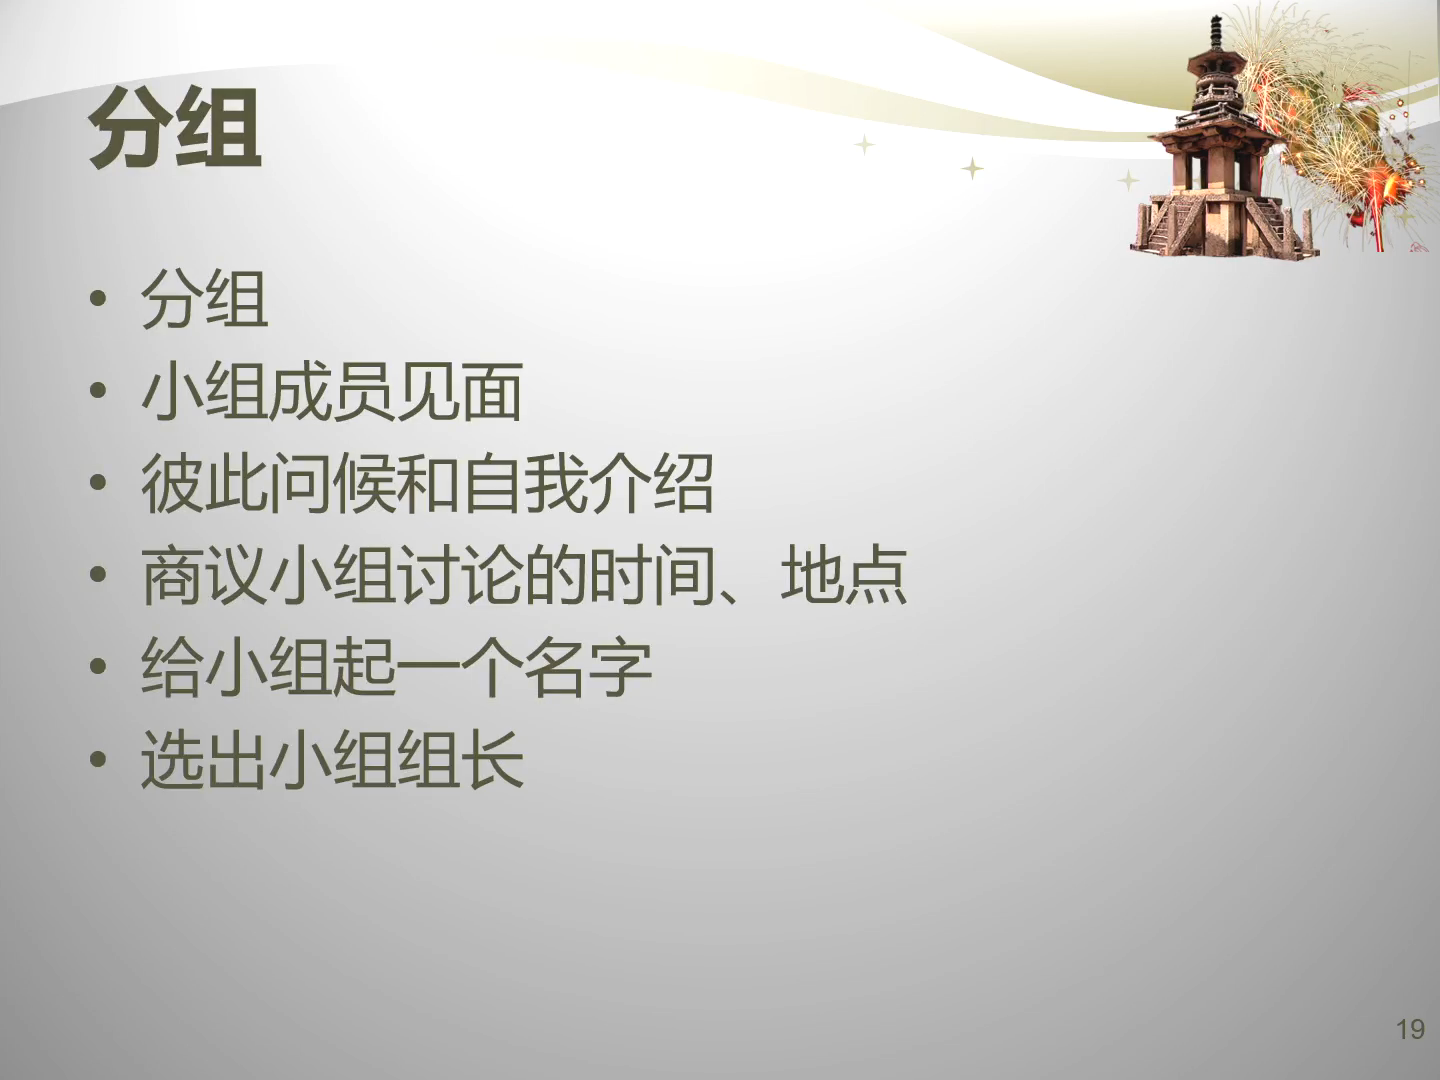 分组
• 分组
• 小组成员见面
• 彼此问候和自我介绍
• 商议小组讨论的时间、地点
• 给小组起一个名字
• 选出小组组长
19